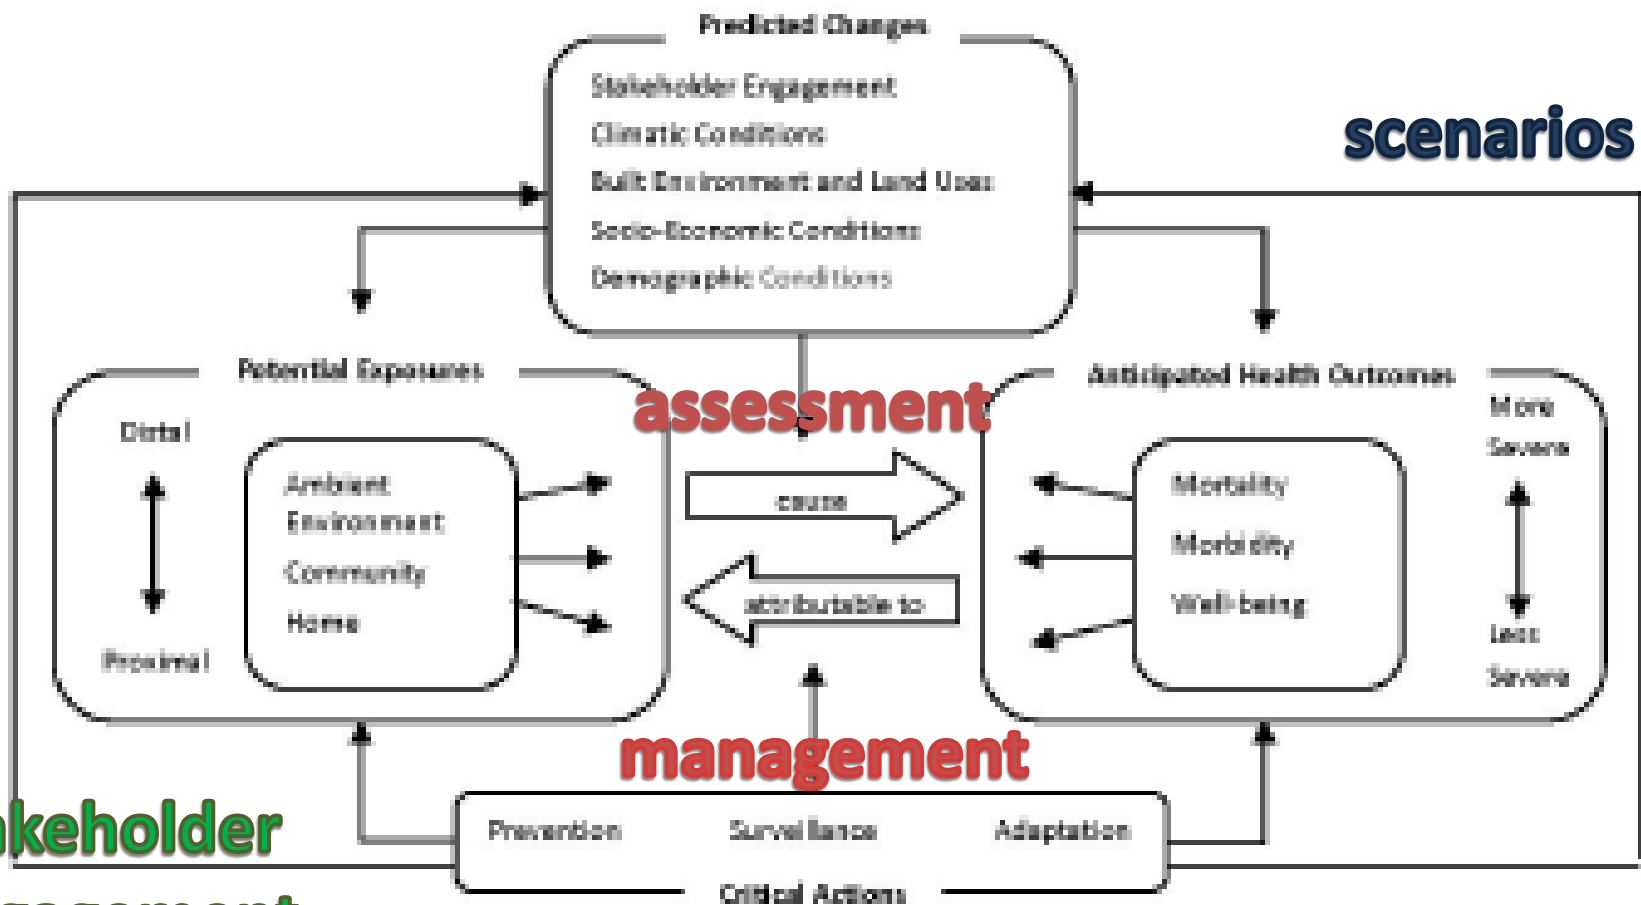 Predicted Changes
Stakeholder Engagement
Climatic Conditions
Built Environment and Land Uses
Socio-Economic Conditions
Demographic Conditions
scenarios
Potential Exposures
Distal
Proximal
Ambient
Environment
Community
Home
assessment
cause
attributable to
management
Anticipated Health Outcomes
More
Severe
Mortality
Morbidity
Well-being
Less
Severe
akeholder
Prevention Surveillance Adaptation
Critical Actions
gagement